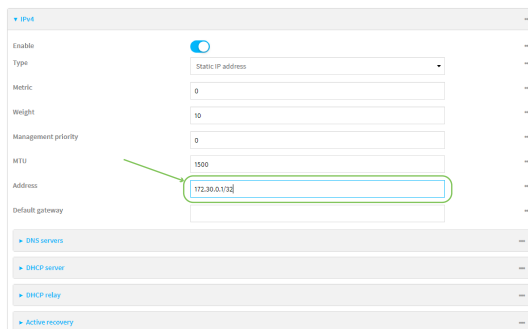 ▾ IPv4
Enable
Type Static IP address
Metric 0
Weight 10
Management priority 0
MTU 1500
Address 172.30.0.1/32
Default gateway
▸ DNS servers
▸ DHCP server
▸ DHCP relay
▸ Active recovery